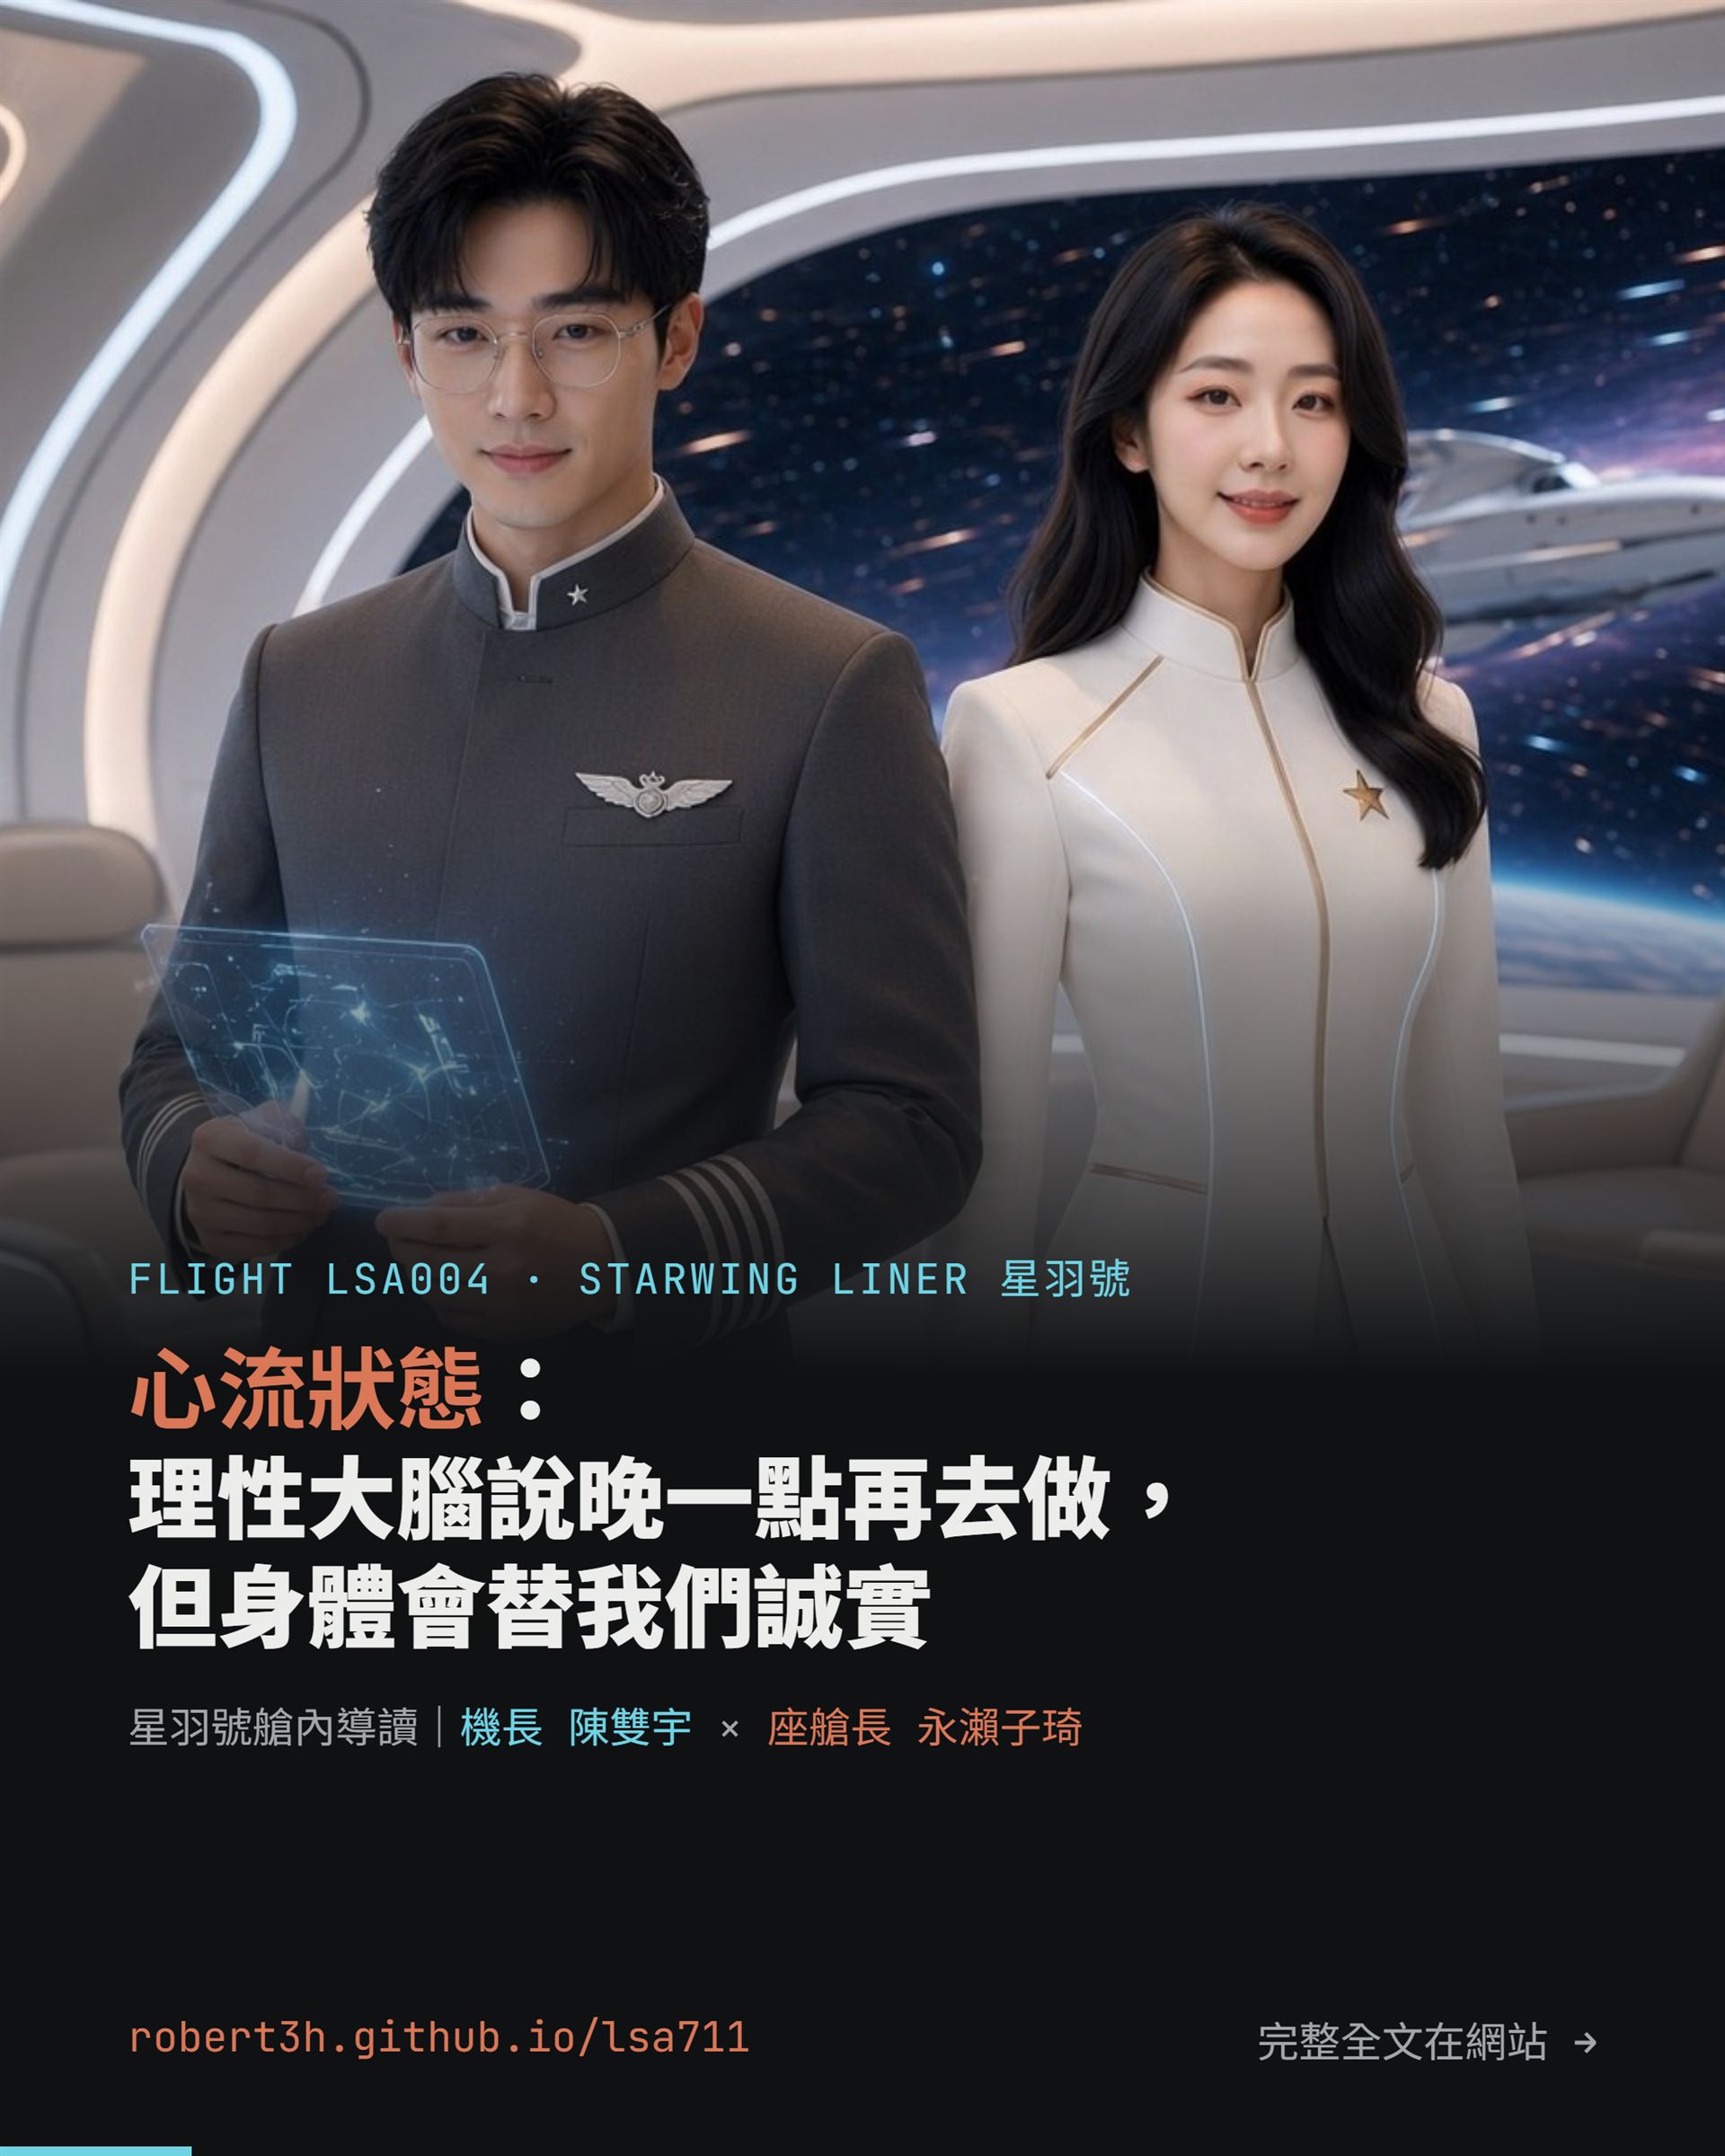 FLIGHT LSA004 · STARWING LINER 星羽號
心流狀態：
理性大腦說晚一點再去做，
但身體會替我們誠實
星羽號艙內導讀｜機長 陳雙宇 × 座艙長 永瀨子琦
robert3h.github.io/lsa711
完整全文在網站 →